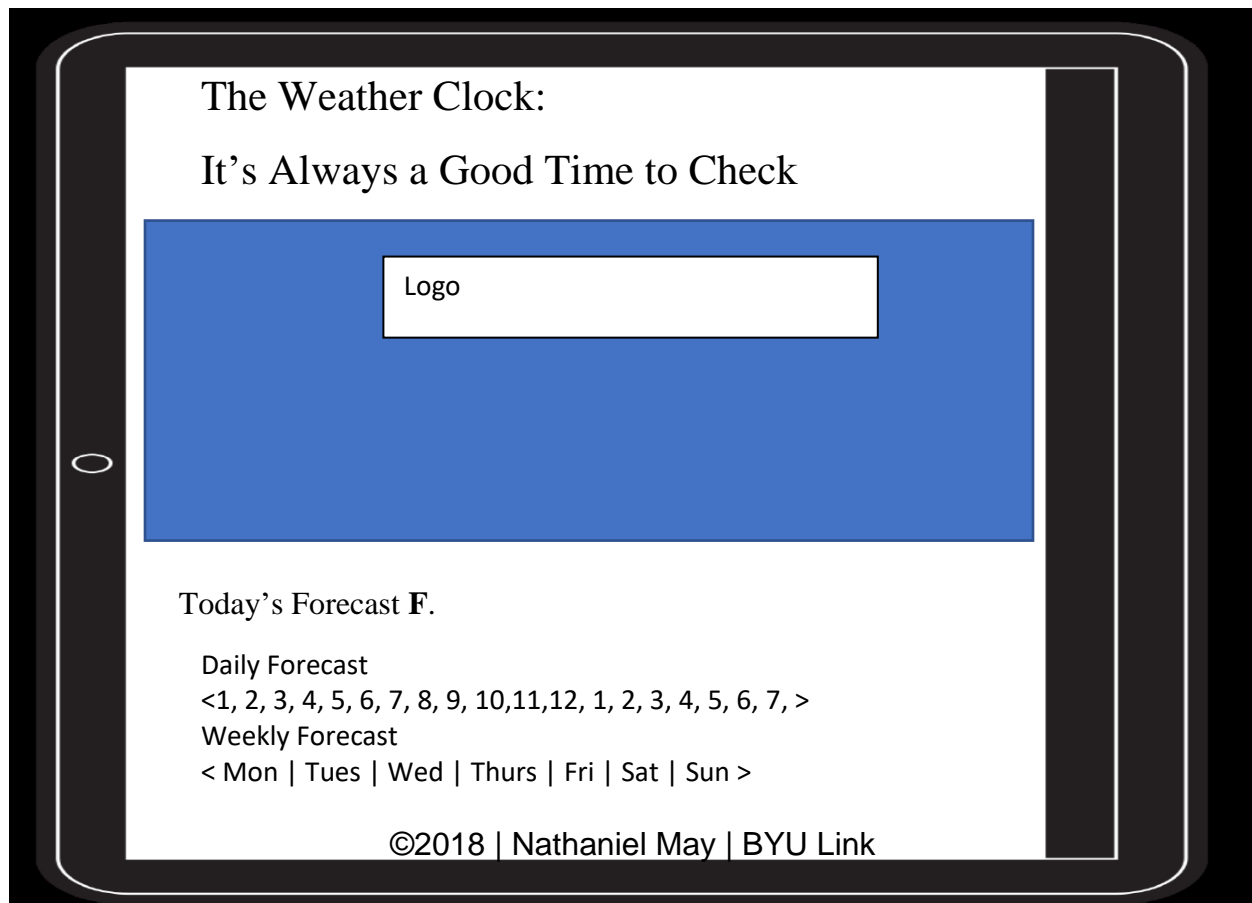 The Weather Clock:
It’s Always a Good Time to Check
Logo
Today’s Forecast F.
Daily Forecast
<1, 2, 3, 4, 5, 6, 7, 8, 9, 10,11,12, 1, 2, 3, 4, 5, 6, 7, >
Weekly Forecast
< Mon | Tues | Wed | Thurs | Fri | Sat | Sun >
©2018 | Nathaniel May | BYU Link